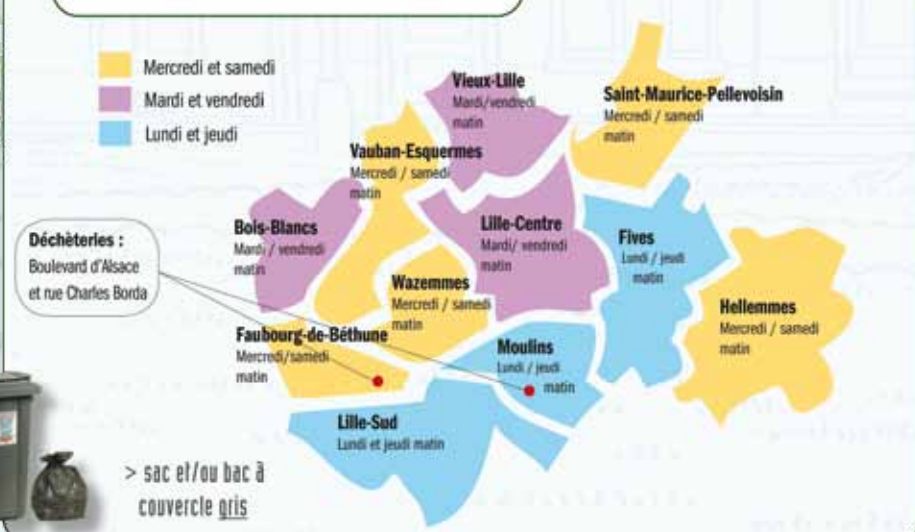 Mercredi et samedi
Mardi et vendredi
Lundi et jeudi
Vieux-Lille
Mardi/vendredi
matin
Saint-Maurice-Pellevoisin
Mercredi / samedi
matin
Vauban-Esquermes
Mercredi / samedi
matin
Bois-Blancs
Mardi / vendredi
matin
Lille-Centre
Mardi/ vendredi
matin
Fives
Lundi / jeudi
matin
Déchèteries :
Boulevard d'Alsace
et rue Charles Borda
Wazemmes
Mercredi / samedi
matin
Hellemmes
Mercredi / samedi
matin
Faubourg-de-Béthune
Mercredi/samedi
matin
Moulins
Lundi / jeudi
matin
Lille-Sud
Lundi et jeudi matin
> sac et/ou bac à
couvercle gris